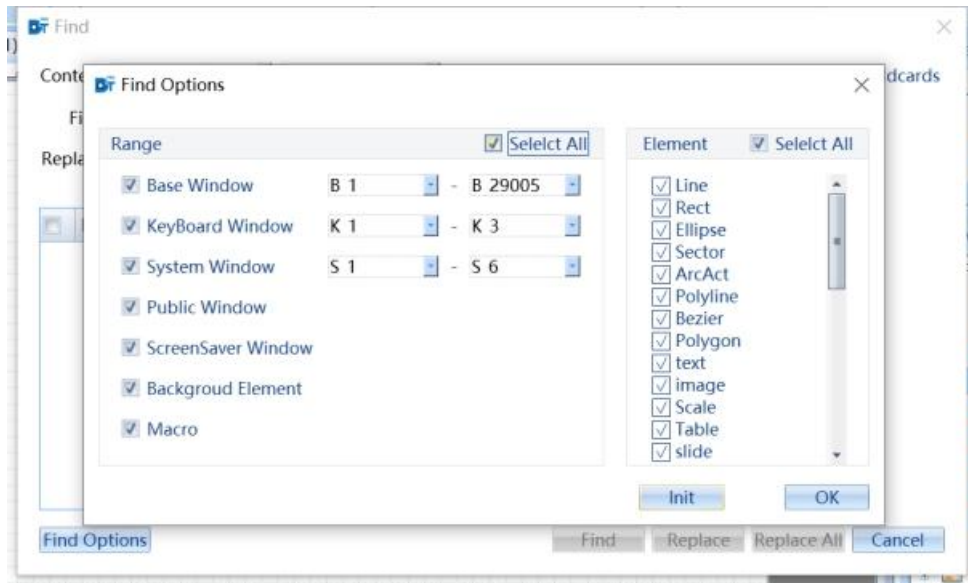 Find
Conte
dcards
Find Options
Fi
Repla
Range
Selelct All
Base Window B 1 - B 29005
KeyBoard Window K 1 - K 3
System Window S 1 - S 6
Public Window
ScreenSaver Window
Backgroud Element
Macro
Element
Selelct All
Line
Rect
Ellipse
Sector
ArcAct
Polyline
Bezier
Polygon
text
image
Scale
Table
slide
Init
OK
Find Options
Find
Replace
Replace All
Cancel